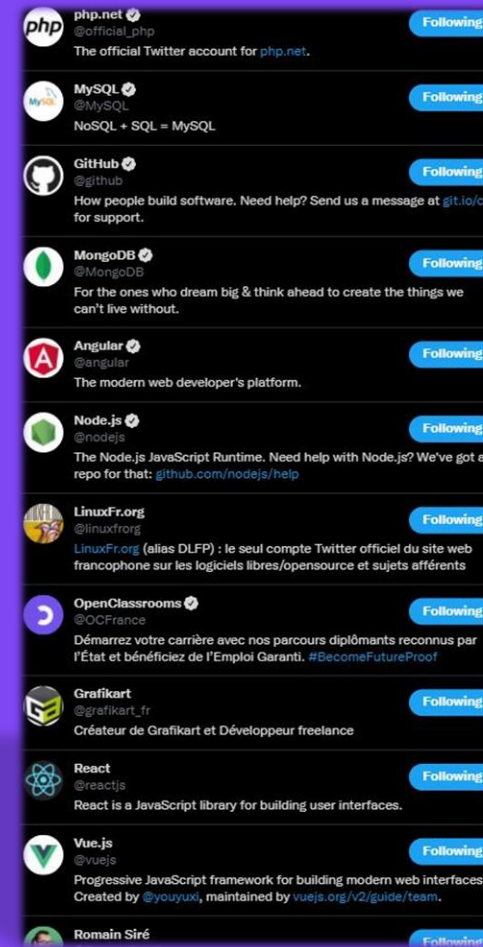 php
php.net
@official_php
Following
The official Twitter account for php.net.
MySQL
MySQL
@MySQL
Following
NoSQL + SQL = MySQL
GitHub
@github
Following
How people build software. Need help? Send us a message at git.io/c
for support.
MongoDB
@MongoDB
Following
For the ones who dream big & think ahead to create the things we
can't live without.
A
Angular
@angular
Following
The modern web developer's platform.
Node.js
@nodejs
Following
The Node.js JavaScript Runtime. Need help with Node.js? We've got a
repo for that: github.com/nodejs/help
LinuxFr.org
@linuxfrorg
Following
LinuxFr.org (alias DLFP) : le seul compte Twitter officiel du site web
francophone sur les logiciels libres/opensource et sujets afférents
OpenClassrooms
@OCFrance
Following
Démarrez votre carrière avec nos parcours diplômants reconnus par
l'État et bénéficiez de l'Emploi Garanti. #BecomeFutureProof
Grafikart
@grafikart_fr
Following
Créateur de Grafikart et Développeur freelance
React
@reactjs
Following
React is a JavaScript library for building user interfaces.
Vue.js
@vuejs
Following
Progressive JavaScript framework for building modern web interfaces
Created by @youyuxi, maintained by vuejs.org/v2/guide/team.
Romain Siré
Following